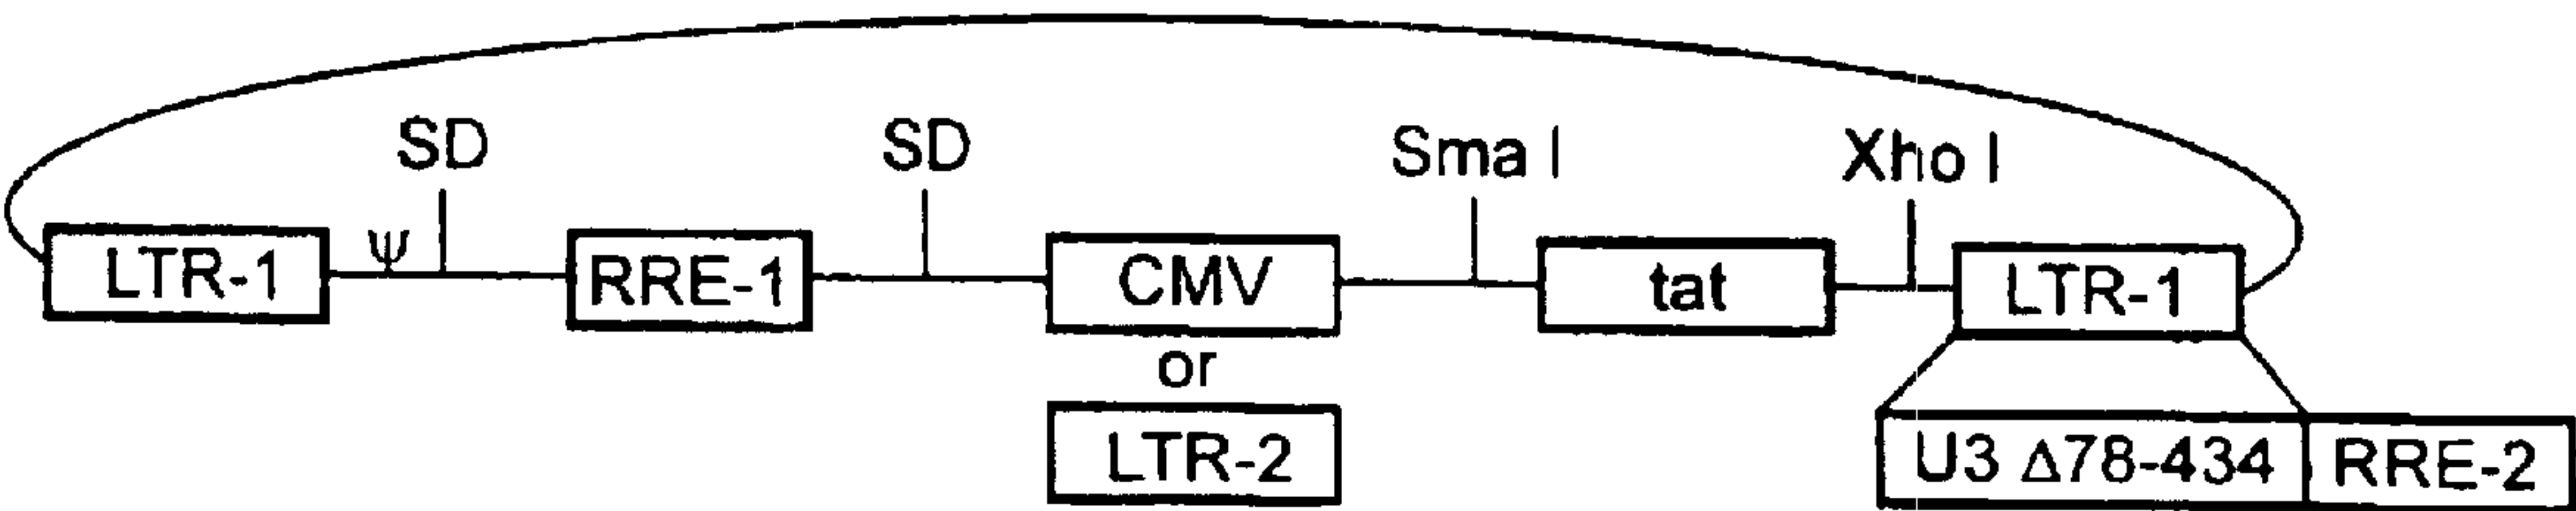 SD SD Sma I Xho I
LTR-1 ψ RRE-1 CMV tat LTR-1
or
LTR-2 U3 Δ78-434 RRE-2